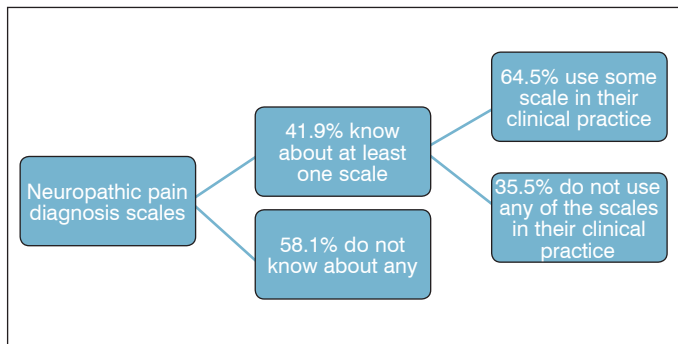 Neuropathic pain
diagnosis scales
41.9% know
about at least
one scale
58.1% do not
know about any
64.5% use some
scale in their
clinical practice
35.5% do not use
any of the scales
in their clinical
practice